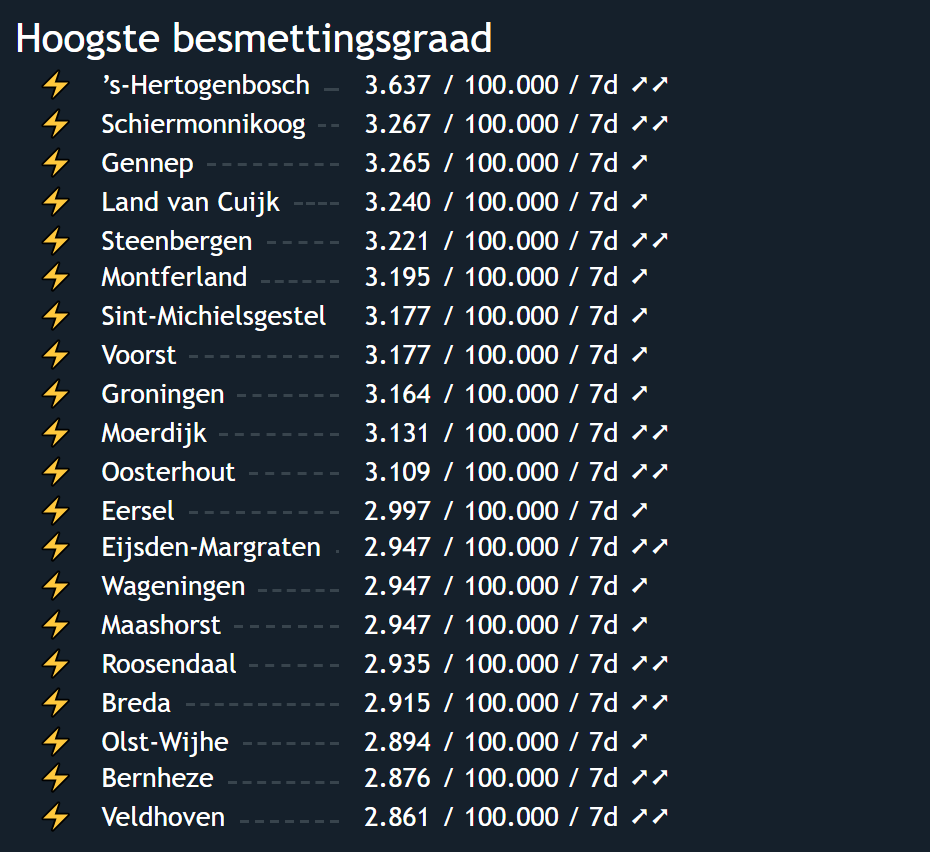 Hoogste besmettingsgraad
⚡ ’s-Hertogenbosch 3.637 / 100.000 / 7d ➚➚
⚡ Schiermonnikoog 3.267 / 100.000 / 7d ➚➚
⚡ Gennep 3.265 / 100.000 / 7d ➚
⚡ Land van Cuijk 3.240 / 100.000 / 7d ➚
⚡ Steenbergen 3.221 / 100.000 / 7d ➚➚
⚡ Montferland 3.195 / 100.000 / 7d ➚
⚡ Sint-Michielsgestel 3.177 / 100.000 / 7d ➚
⚡ Voorst 3.177 / 100.000 / 7d ➚
⚡ Groningen 3.164 / 100.000 / 7d ➚
⚡ Moerdijk 3.131 / 100.000 / 7d ➚➚
⚡ Oosterhout 3.109 / 100.000 / 7d ➚➚
⚡ Eersel 2.997 / 100.000 / 7d ➚
⚡ Eijsden-Margraten 2.947 / 100.000 / 7d ➚➚
⚡ Wageningen 2.947 / 100.000 / 7d ➚
⚡ Maashorst 2.947 / 100.000 / 7d ➚
⚡ Roosendaal 2.935 / 100.000 / 7d ➚➚
⚡ Breda 2.915 / 100.000 / 7d ➚➚
⚡ Olst-Wijhe 2.894 / 100.000 / 7d ➚
⚡ Bernheze 2.876 / 100.000 / 7d ➚➚
⚡ Veldhoven 2.861 / 100.000 / 7d ➚➚